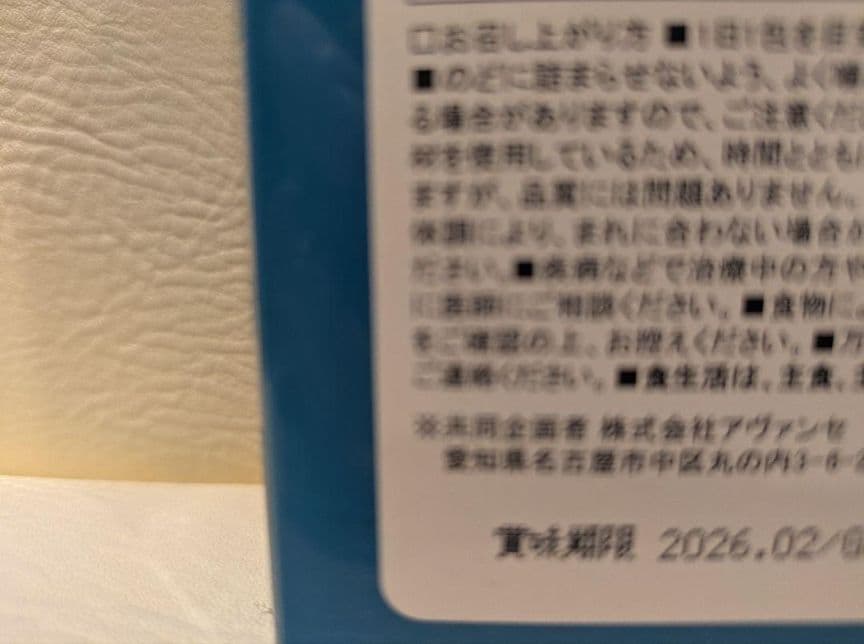 □お召し上がり方 ■1日1包を目
■のどに詰まらせないよう、よく
る場合がありますので、ご注意くだ
材を使用しているため、時間ととも
ますが、品質には問題ありません。
体調により、まれに合わない場合
ださい。■疾病などで治療中の方や
に医師にご相談ください。■食物に
をご確認の上、お控えください。■万
ご連絡ください。■食生活は、主食、主
※共同企画者 株式会社アヴァンセ
愛知県名古屋市中区丸の内3-6-2
賞味期限 2026.02/